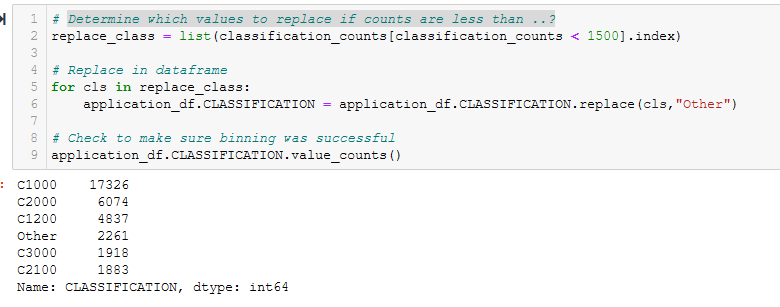 1 # Determine which values to replace if counts are less than ..?
2 replace_class = list(classification_counts[classification_counts < 1500].index)
3
4 # Replace in dataframe
5 for cls in replace_class:
6     application_df.CLASSIFICATION = application_df.CLASSIFICATION.replace(cls,"Other")
7
8 # Check to make sure binning was successful
9 application_df.CLASSIFICATION.value_counts()
: C1000    17326
C2000     6074
C1200     4837
Other     2261
C3000     1918
C2100     1883
Name: CLASSIFICATION, dtype: int64